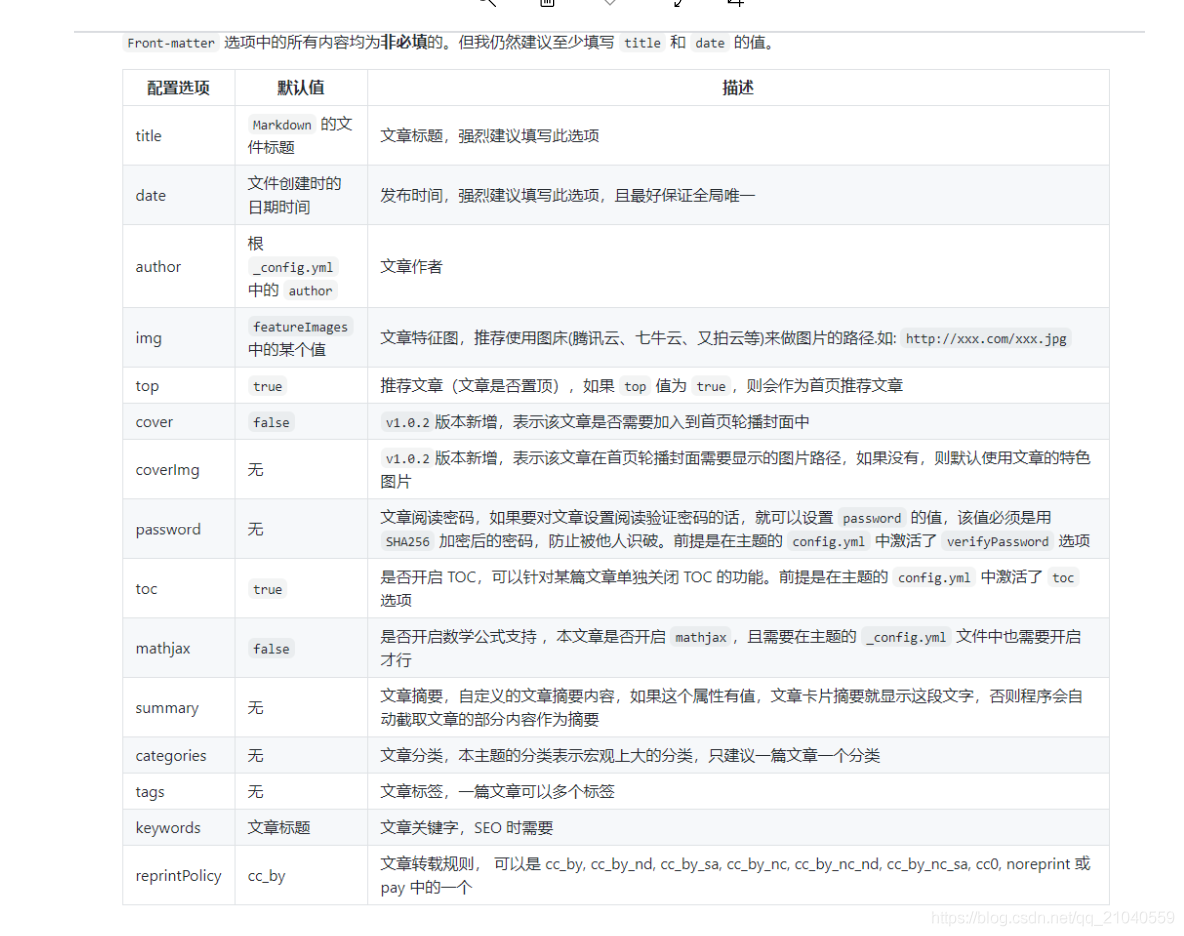 Front-matter 选项中的所有内容均为非必填的。但我仍然建议至少填写 title 和 date 的值。
配置选项 默认值 描述
title Markdown 的文件标题 文章标题，强烈建议填写此选项
date 文件创建时的日期时间 发布时间，强烈建议填写此选项，且最好保证全局唯一
author 根 _config.yml 中的 author 文章作者
img featureImages 中的某个值 文章特征图，推荐使用图床(腾讯云、七牛云、又拍云等)来做图片的路径.如: http://xxx.com/xxx.jpg
top true 推荐文章（文章是否置顶），如果 top 值为 true，则会作为首页推荐文章
cover false v1.0.2 版本新增，表示该文章是否需要加入到首页轮播封面中
coverImg 无 v1.0.2 版本新增，表示该文章在首页轮播封面需要显示的图片路径，如果没有，则默认使用文章的特色图片
password 无 文章阅读密码，如果要对文章设置阅读验证密码的话，就可以设置 password 的值，该值必须是用 SHA256 加密后的密码，防止被他人识破。前提是在主题的 config.yml 中激活了 verifyPassword 选项
toc true 是否开启 TOC，可以针对某篇文章单独关闭 TOC 的功能。前提是在主题的 config.yml 中激活了 toc 选项
mathjax false 是否开启数学公式支持 ，本文章是否开启 mathjax，且需要在主题的 _config.yml 文件中也需要开启才行
summary 无 文章摘要，自定义的文章摘要内容，如果这个属性有值，文章卡片摘要就显示这段文字，否则程序会自动截取文章的部分内容作为摘要
categories 无 文章分类，本主题的分类表示宏观上大的分类，只建议一篇文章一个分类
tags 无 文章标签，一篇文章可以多个标签
keywords 文章标题 文章关键字，SEO 时需要
reprintPolicy cc_by 文章转载规则， 可以是 cc_by, cc_by_nd, cc_by_sa, cc_by_nc, cc_by_nc_nd, cc_by_nc_sa, cc0, noreprint 或 pay 中的一个
https://blog.csdn.net/qq_21040559